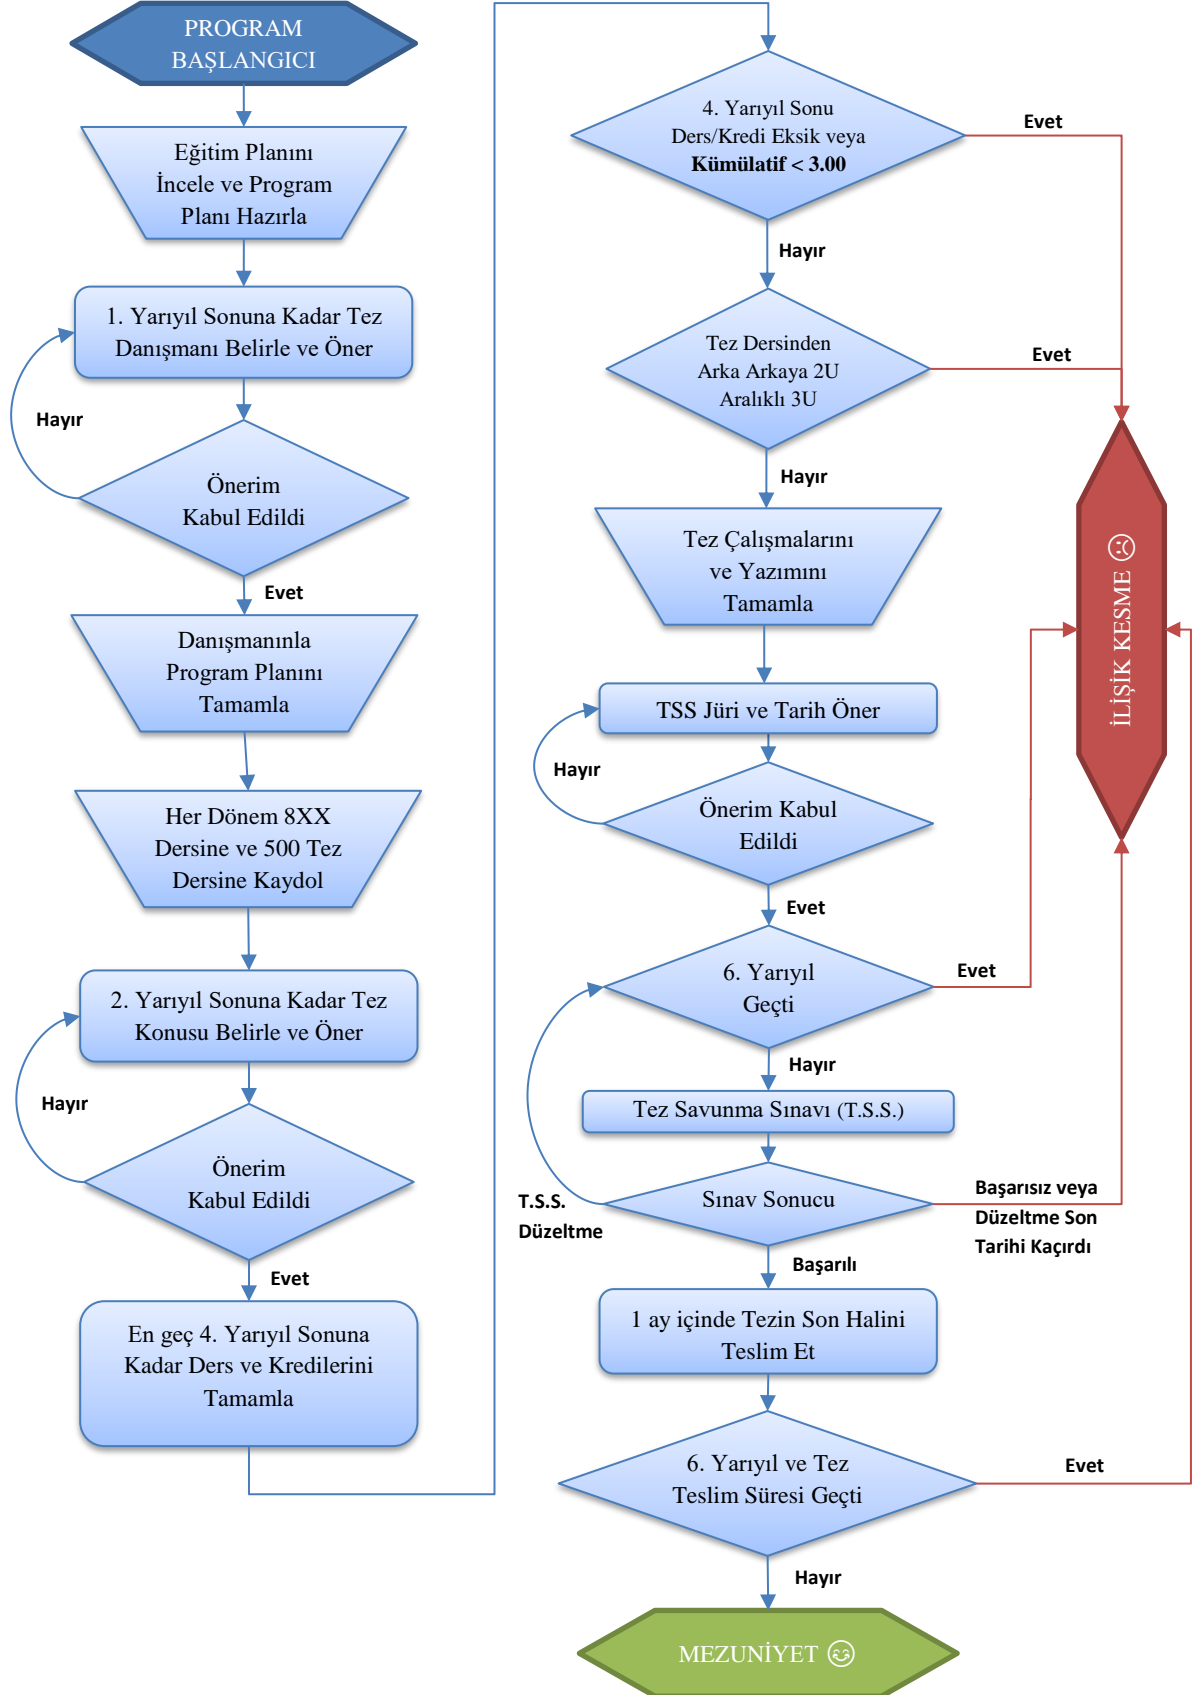 PROGRAM
BAŞLANGICI
Eğitim Planını
İncele ve Program
Planı Hazırla
1. Yarıyıl Sonuna Kadar Tez
Danışmanı Belirle ve Öner
Hayır
Önerim
Kabul Edildi
Evet
Danışmanınla
Program Planını
Tamamla
Her Dönem 8XX
Dersine ve 500 Tez
Dersine Kaydol
2. Yarıyıl Sonuna Kadar Tez
Konusu Belirle ve Öner
Hayır
Önerim
Kabul Edildi
Evet
En geç 4. Yarıyıl Sonuna
Kadar Ders ve Kredilerini
Tamamla
4. Yarıyıl Sonu
Ders/Kredi Eksik veya
Kümülatif < 3.00
Evet
Hayır
Tez Dersinden
Arka Arkaya 2U
Aralıklı 3U
Evet
Hayır
Tez Çalışmalarını
ve Yazımını
Tamamla
TSS Jüri ve Tarih Öner
Hayır
Önerim Kabul
Edildi
Evet
6. Yarıyıl
Geçti
Evet
Hayır
Tez Savunma Sınavı (T.S.S.)
Sınav Sonucu
T.S.S.
Düzeltme
Başarısız veya
Düzeltme Son
Tarihi Kaçırdı
Başarılı
1 ay içinde Tezin Son Halini
Teslim Et
6. Yarıyıl ve Tez
Teslim Süresi Geçti
Evet
Hayır
MEZUNİYET 😊
İLİŞİK KESME ☹